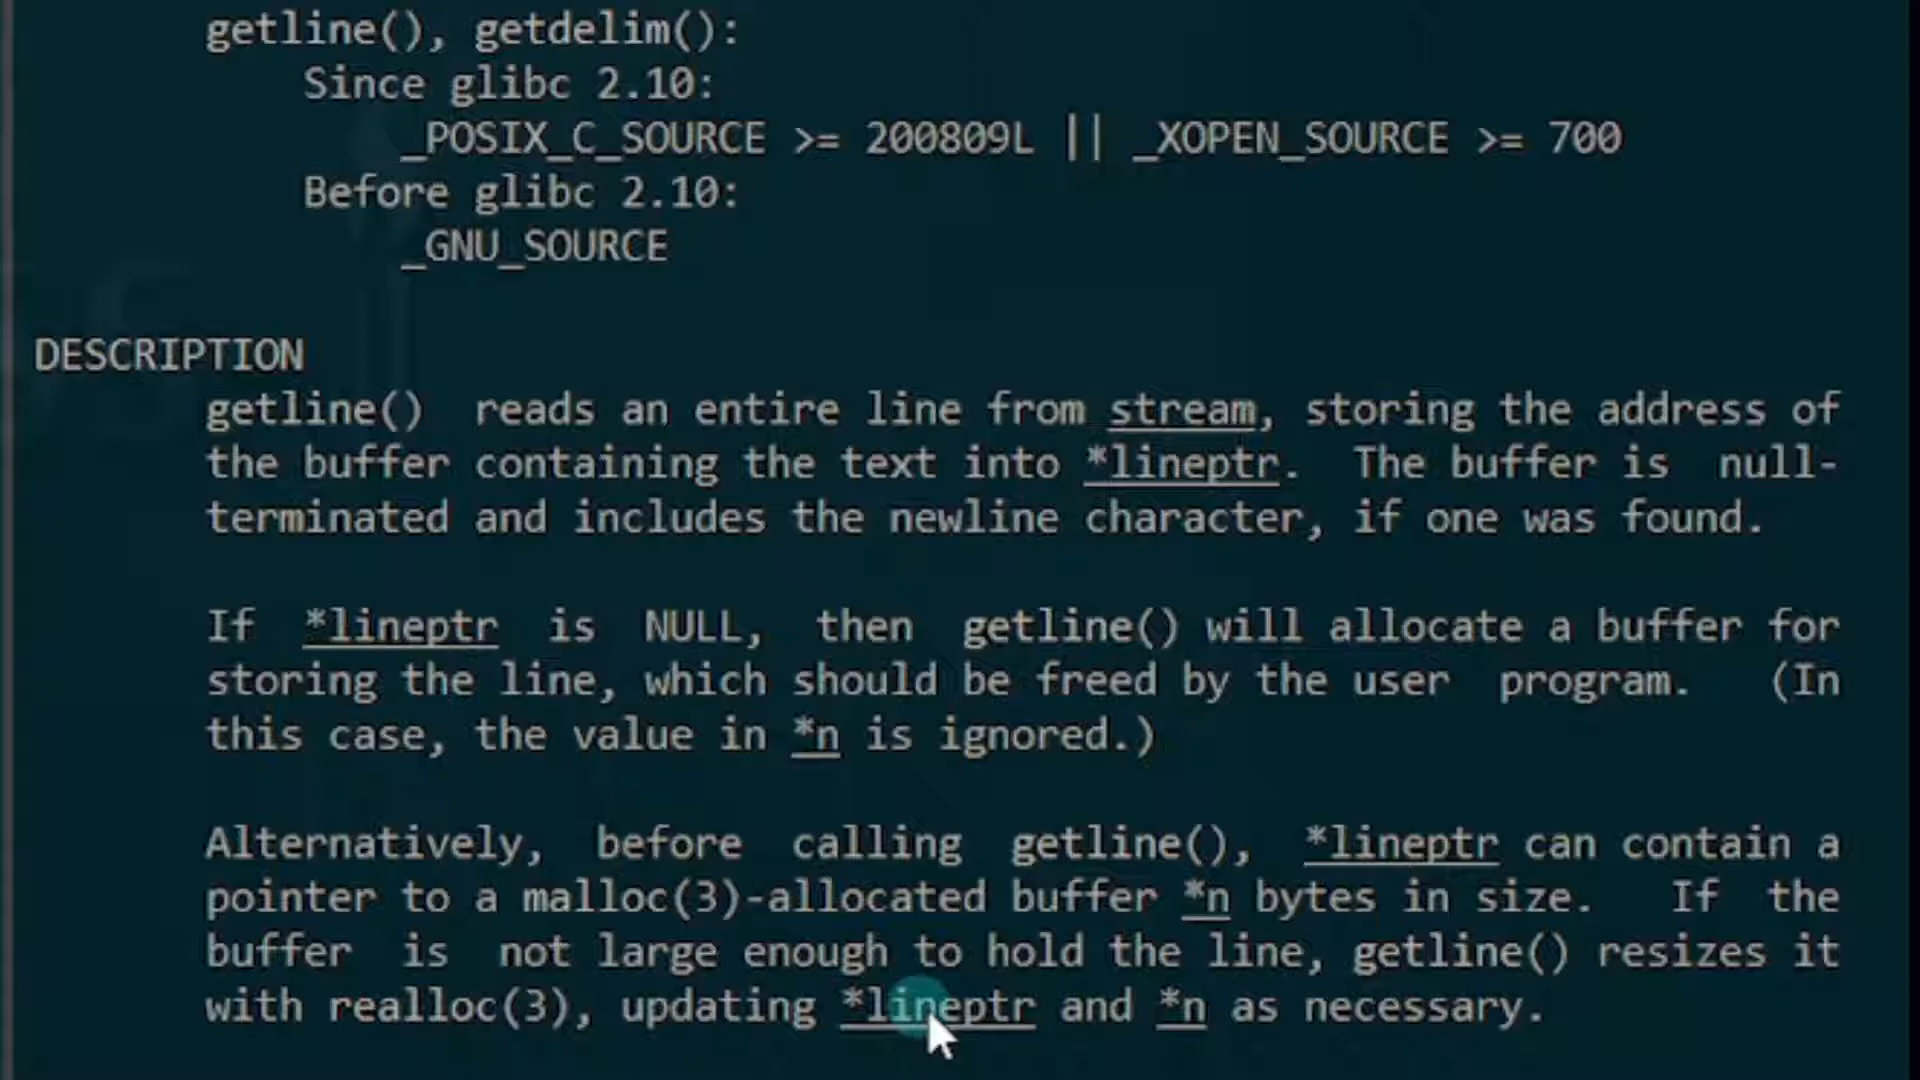 getline(), getdelim():
Since glibc 2.10:
_POSIX_C_SOURCE >= 200809L || _XOPEN_SOURCE >= 700
Before glibc 2.10:
_GNU_SOURCE
DESCRIPTION
getline() reads an entire line from stream, storing the address of
the buffer containing the text into *lineptr. The buffer is null-
terminated and includes the newline character, if one was found.
If *lineptr is NULL, then getline() will allocate a buffer for
storing the line, which should be freed by the user program. (In
this case, the value in *n is ignored.)
Alternatively, before calling getline(), *lineptr can contain a
pointer to a malloc(3)-allocated buffer *n bytes in size. If the
buffer is not large enough to hold the line, getline() resizes it
with realloc(3), updating *lineptr and *n as necessary.